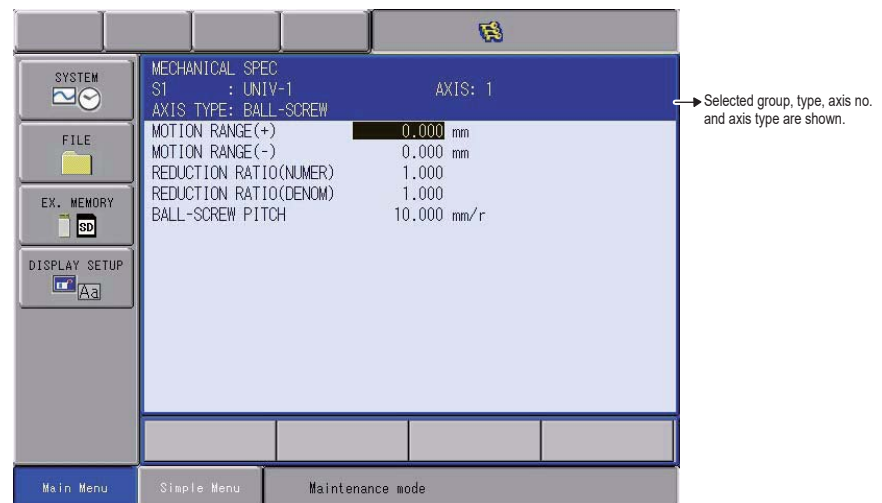 SYSTEM
FILE
EX. MEMORY
SD
DISPLAY SETUP
Aa
MECHANICAL SPEC
S1 : UNIV-1 AXIS: 1
AXIS TYPE: BALL-SCREW
MOTION RANGE(+) 0.000 mm
MOTION RANGE(-) 0.000 mm
REDUCTION RATIO(NUMER) 1.000
REDUCTION RATIO(DENOM) 1.000
BALL-SCREW PITCH 10.000 mm/r
Selected group, type, axis no.
and axis type are shown.
Main Menu Simple Menu Maintenance mode